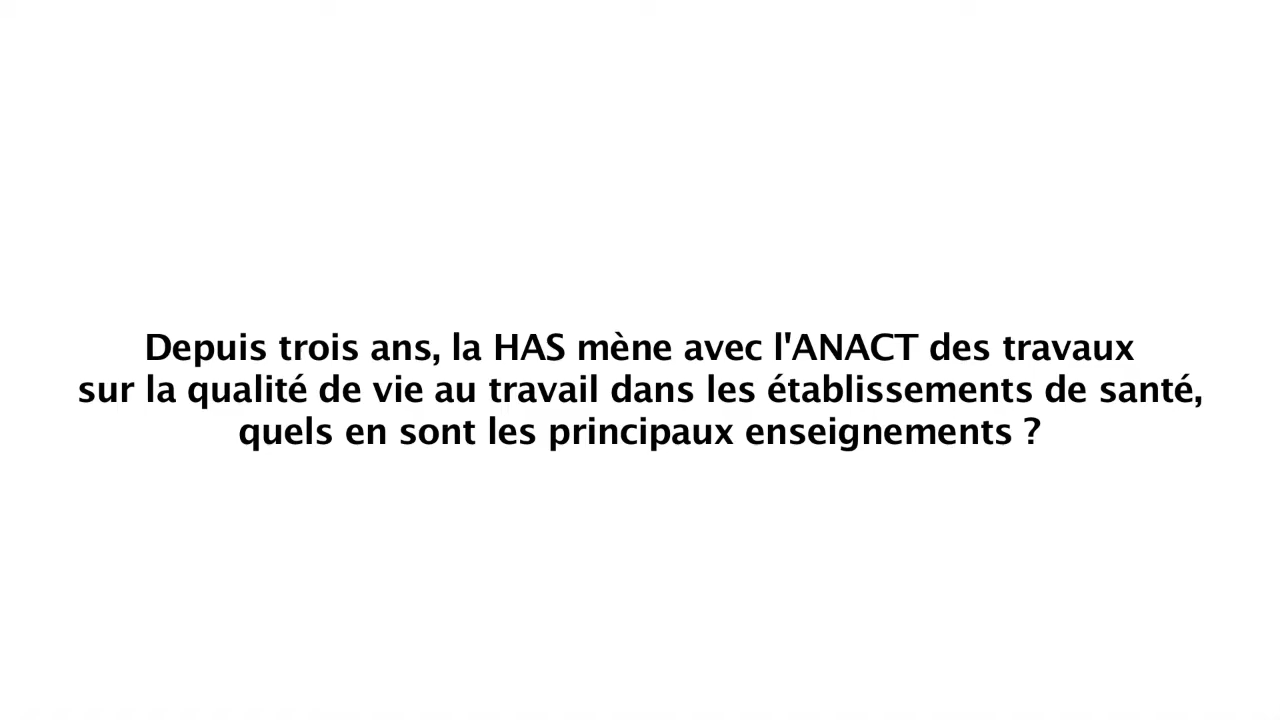 Depuis trois ans, la HAS mène avec l'ANACT des travaux
sur la qualité de vie au travail dans les établissements de santé,
quels en sont les principaux enseignements ?